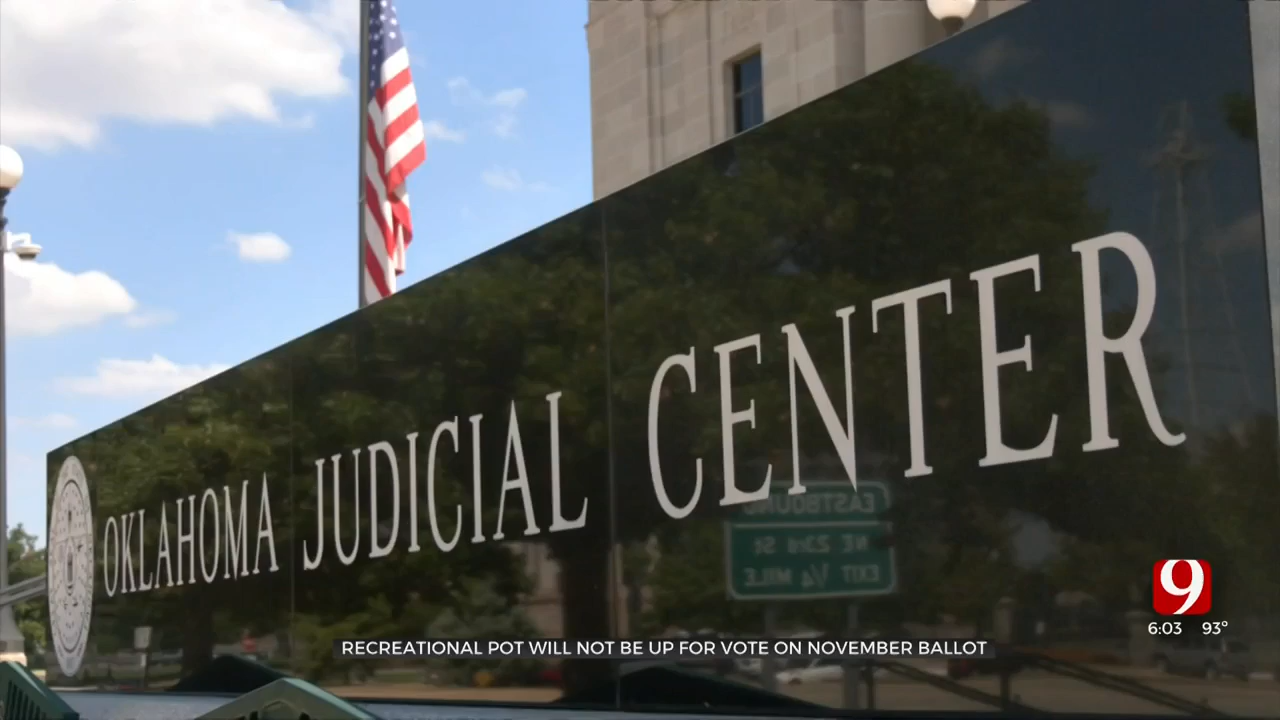 OKLAHOMA JUDICIAL CENTER
EASTBOUND
NE 23rd St
EXIT 1/4 MILE
9
6:03 93°
RECREATIONAL POT WILL NOT BE UP FOR VOTE ON NOVEMBER BALLOT